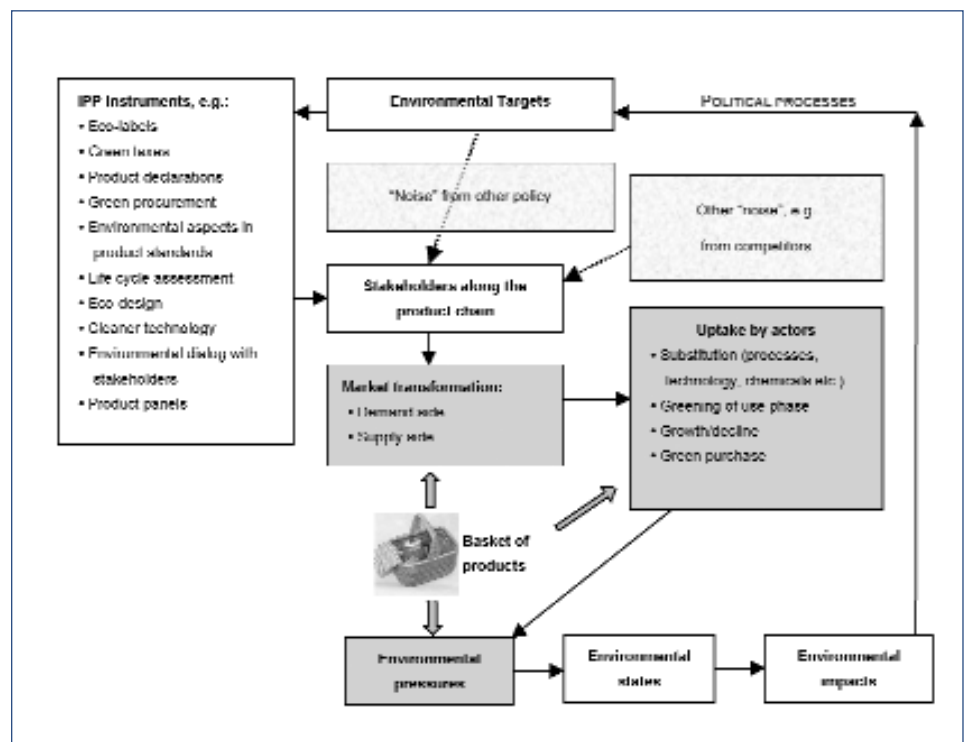 IPP Instruments, e.g.:
• Eco-labels
• Green taxes
• Product declarations
• Green procurement
• Environmental aspects in
product standards
• Life cycle assessment
• Eco design
• Cleaner technology
• Environmental dialog with
stakeholders
• Product panels
Environmental Targets
POLITICAL PROCESSES
"Noise" from other policy
Other "noise", e.g.
from competitors
Stakeholders along the
product chain
Market transformation:
• Demand side
• Supply side
Uptake by actors
• Substitution (processes,
technology, chemicals etc.)
• Greening of use phase
• Growth/decline
• Green purchase
Basket of
products
Environmental
pressures
Environmental
states
Environmental
impacts